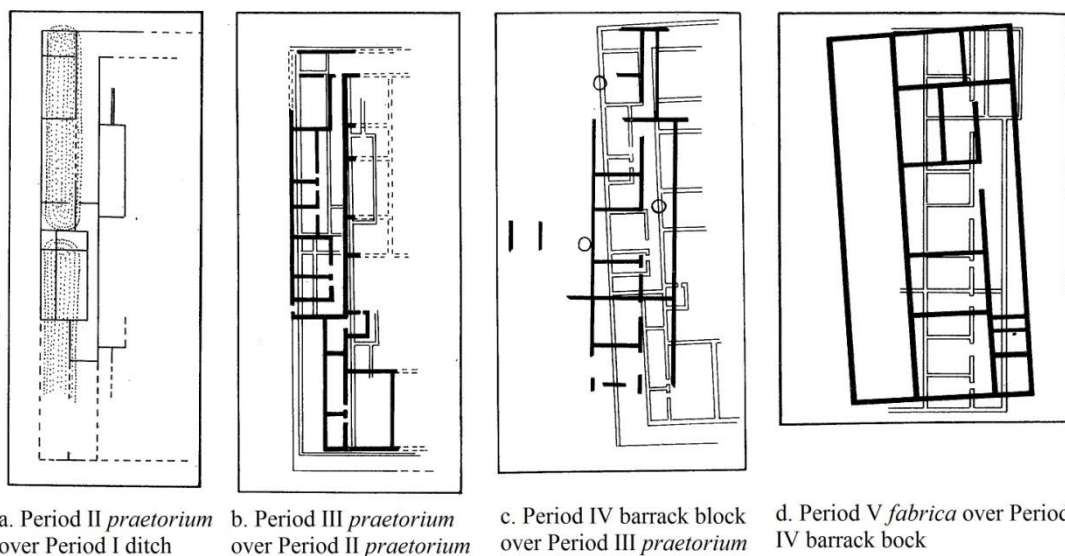 a. Period II praetorium
over Period I ditch
b. Period III praetorium
over Period II praetorium
c. Period IV barrack block
over Period III praetorium
d. Period V fabrica over Period
IV barrack bock